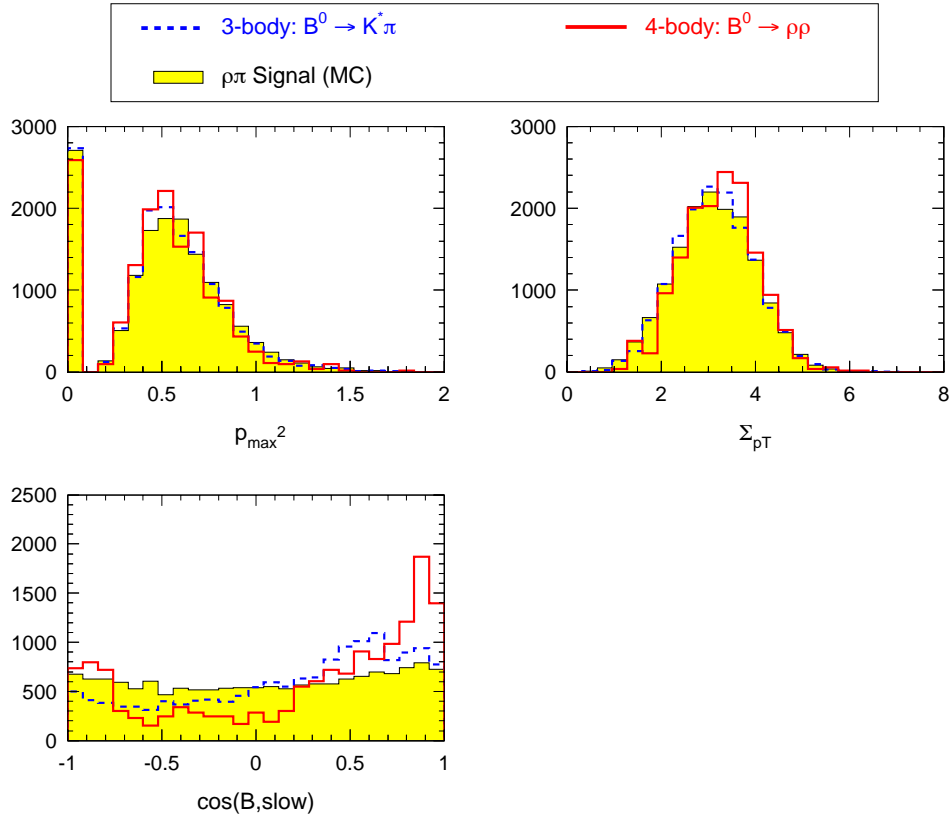 3-body: B⁰ → K*π
4-body: B⁰ → ρρ
ρπ Signal (MC)
3000
2000
1000
0
0 0.5 1 1.5 2
p_max2
3000
2000
1000
0
0 2 4 6 8
Σ_pT
2500
2000
1500
1000
500
0
-1 -0.5 0 0.5 1
cos(B,slow)